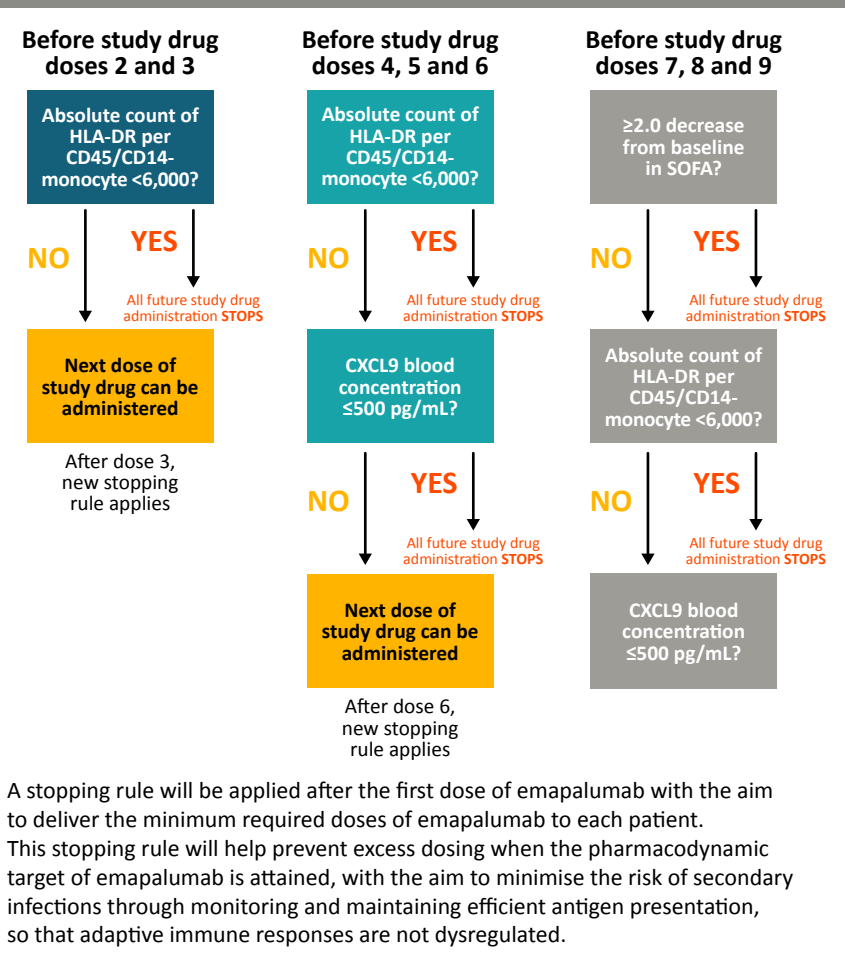 Before study drug
doses 2 and 3
Absolute count of
HLA-DR per
CD45/CD14-
monocyte <6,000?
NO
YES
All future study drug
administration STOPS
Next dose of
study drug can be
administered
After dose 3,
new stopping
rule applies
Before study drug
doses 4, 5 and 6
Absolute count of
HLA-DR per
CD45/CD14-
monocyte <6,000?
NO
YES
All future study drug
administration STOPS
CXCL9 blood
concentration
≤500 pg/mL?
NO
YES
All future study drug
administration STOPS
Next dose of
study drug can be
administered
After dose 6,
new stopping
rule applies
Before study drug
doses 7, 8 and 9
≥2.0 decrease
from baseline
in SOFA?
NO
YES
All future study drug
administration STOPS
Absolute count of
HLA-DR per
CD45/CD14-
monocyte <6,000?
NO
YES
All future study drug
administration STOPS
CXCL9 blood
concentration
≤500 pg/mL?
A stopping rule will be applied after the first dose of emapalumab with the aim
to deliver the minimum required doses of emapalumab to each patient.
This stopping rule will help prevent excess dosing when the pharmacodynamic
target of emapalumab is attained, with the aim to minimise the risk of secondary
infections through monitoring and maintaining efficient antigen presentation,
so that adaptive immune responses are not dysregulated.